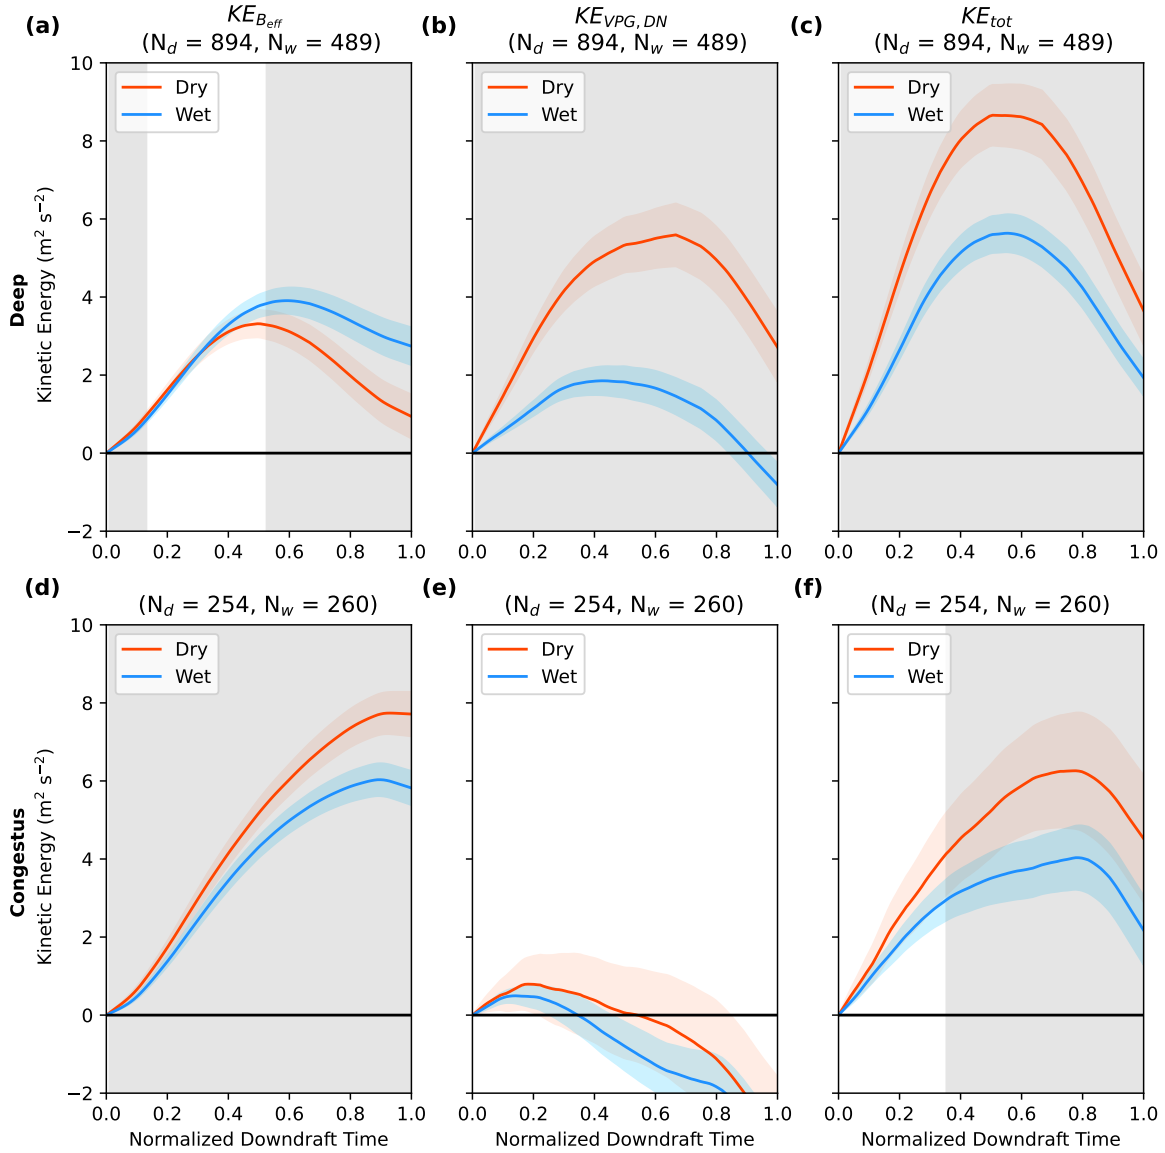 (a)
KE_{B_{eff}}
(N_d = 894, N_w = 489)
(b)
KE_{VPG, DN}
(N_d = 894, N_w = 489)
(c)
KE_{tot}
(N_d = 894, N_w = 489)
Deep
Kinetic Energy (m² s⁻²)
10
8
6
4
2
0
−2
Dry
Wet
0.0 0.2 0.4 0.6 0.8 1.0
Dry
Wet
0.0 0.2 0.4 0.6 0.8 1.0
Dry
Wet
0.0 0.2 0.4 0.6 0.8 1.0
(d)
(N_d = 254, N_w = 260)
(e)
(N_d = 254, N_w = 260)
(f)
(N_d = 254, N_w = 260)
Congestus
Kinetic Energy (m² s⁻²)
10
8
6
4
2
0
−2
Dry
Wet
0.0 0.2 0.4 0.6 0.8 1.0
Normalized Downdraft Time
Dry
Wet
0.0 0.2 0.4 0.6 0.8 1.0
Normalized Downdraft Time
Dry
Wet
0.0 0.2 0.4 0.6 0.8 1.0
Normalized Downdraft Time